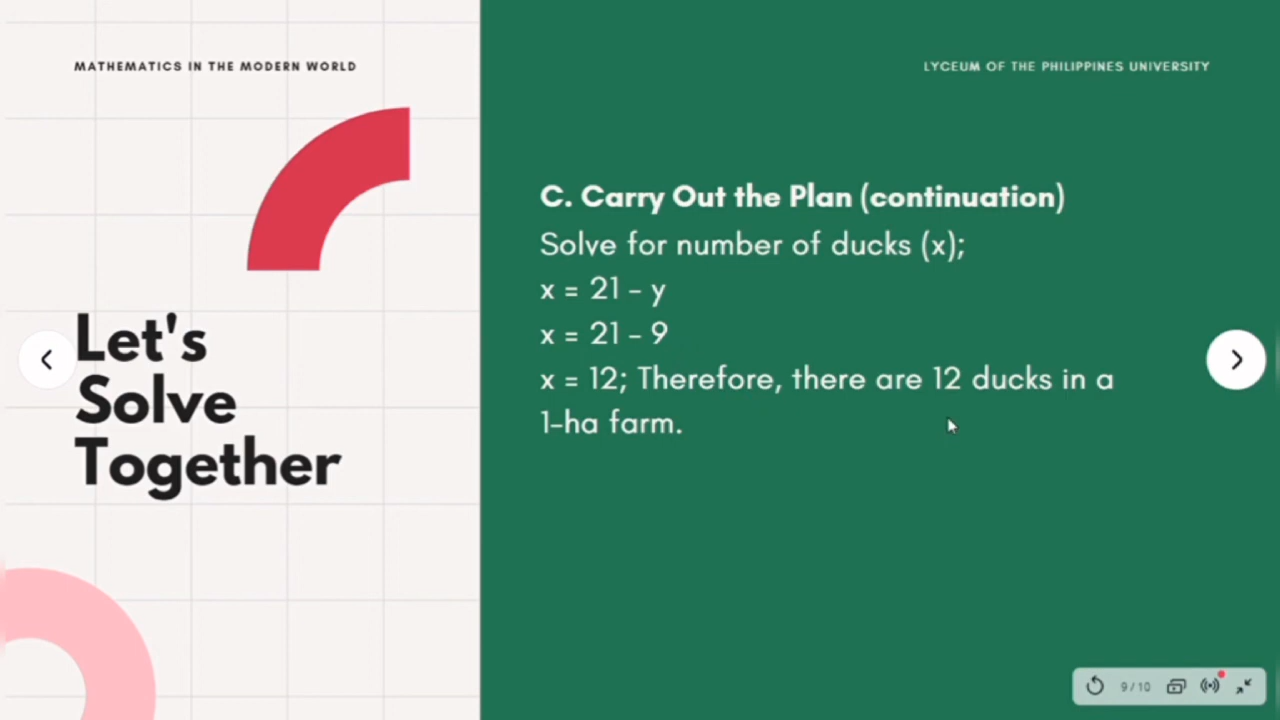 MATHEMATICS IN THE MODERN WORLD
LYCEUM OF THE PHILIPPINES UNIVERSITY
Let's
Solve
Together
C. Carry Out the Plan (continuation)
Solve for number of ducks (x);
x = 21 - y
x = 21 - 9
x = 12; Therefore, there are 12 ducks in a
1-ha farm.
9/10